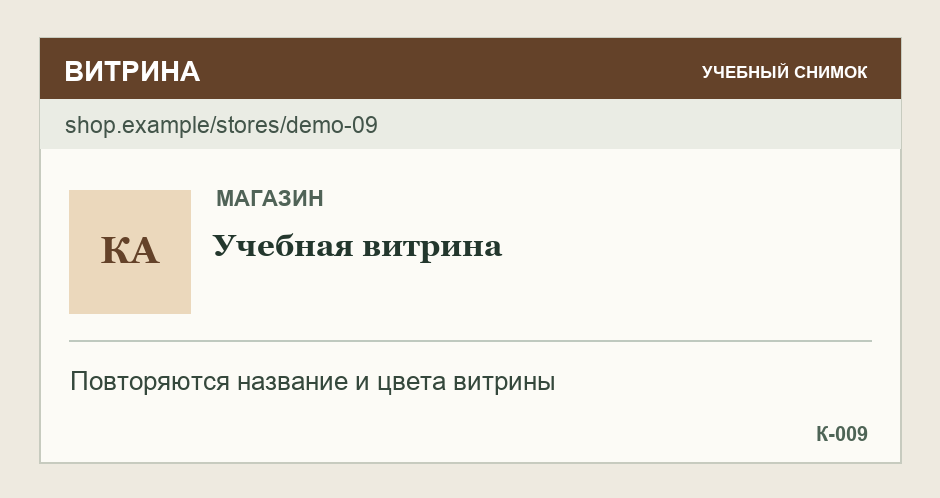 ВИТРИНА
УЧЕБНЫЙ СНИМОК
shop.example/stores/demo-09
КА
МАГАЗИН
Учебная витрина
Повторяются название и цвета витрины
К-009